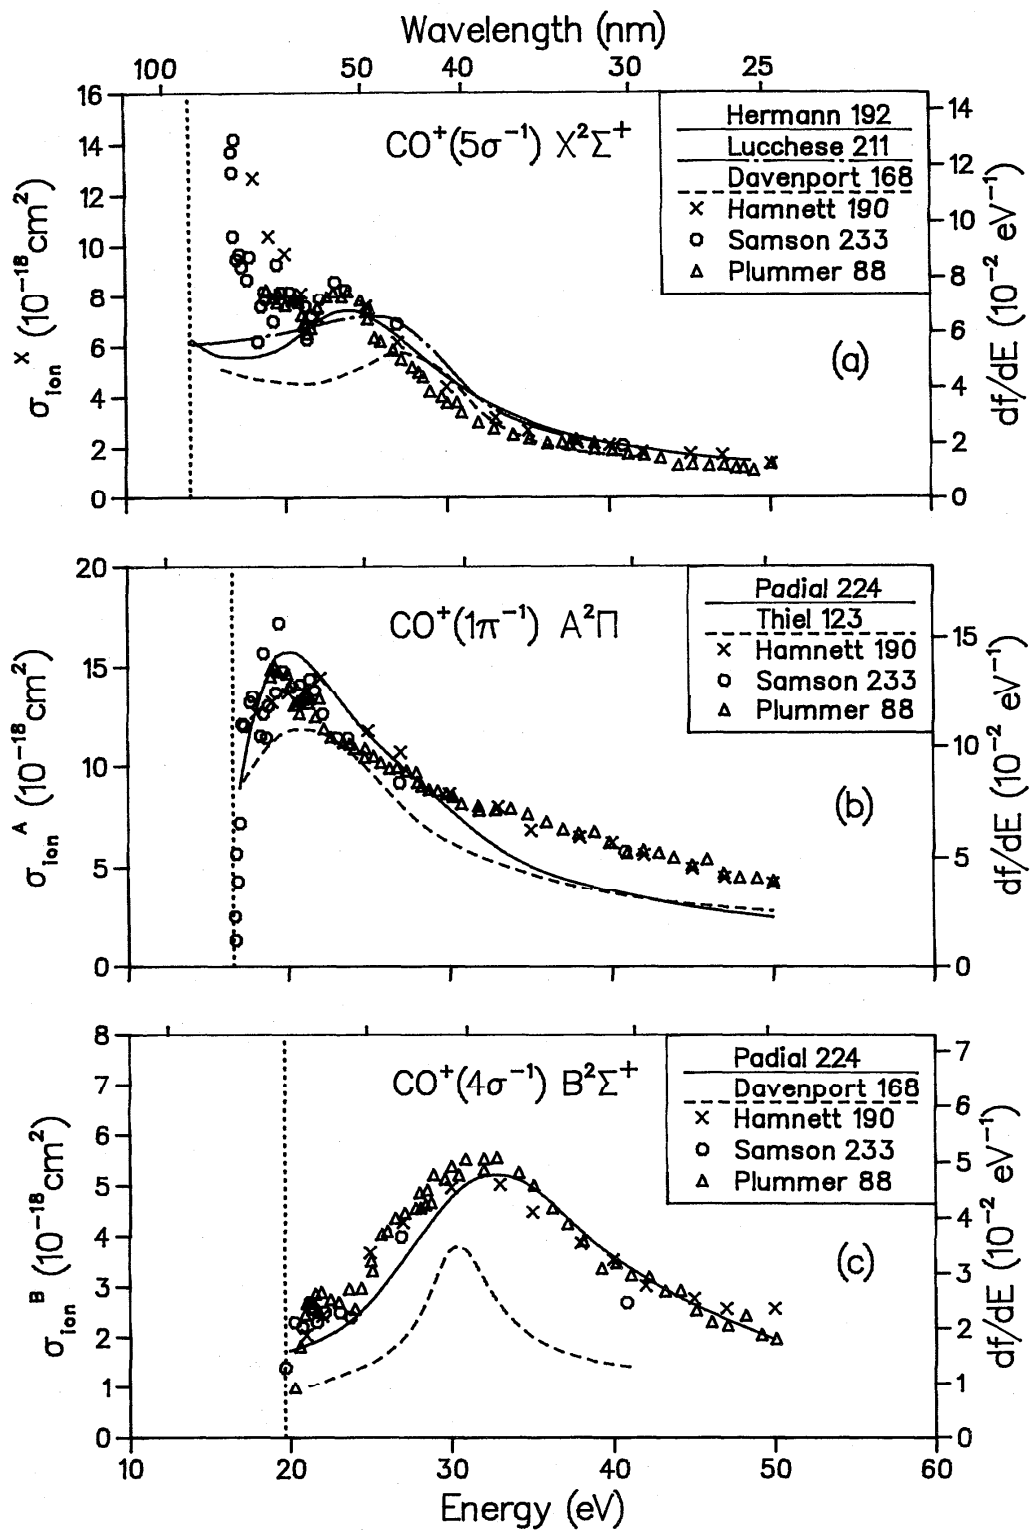 Wavelength (nm)
100 50 40 30 25
CO⁺(5σ⁻¹) X²Σ⁺
Hermann 192
Lucchese 211
Davenport 168
× Hamnett 190
○ Samson 233
△ Plummer 88
(a)
σ_ion^X (10⁻¹⁸cm²)
16
14
12
10
8
6
4
2
0
14
12
10
8
6
4
2
0
df/dE (10⁻² eV⁻¹)
CO⁺(1π⁻¹) A²Π
Padial 224
Thiel 123
× Hamnett 190
○ Samson 233
△ Plummer 88
(b)
σ_ion^A (10⁻¹⁸cm²)
20
15
10
5
0
15
10
5
0
df/dE (10⁻² eV⁻¹)
CO⁺(4σ⁻¹) B²Σ⁺
Padial 224
Davenport 168
× Hamnett 190
○ Samson 233
△ Plummer 88
(c)
σ_ion^B (10⁻¹⁸cm²)
8
7
6
5
4
3
2
1
0
7
6
5
4
3
2
1
0
df/dE (10⁻² eV⁻¹)
10 20 30 40 50 60
Energy (eV)